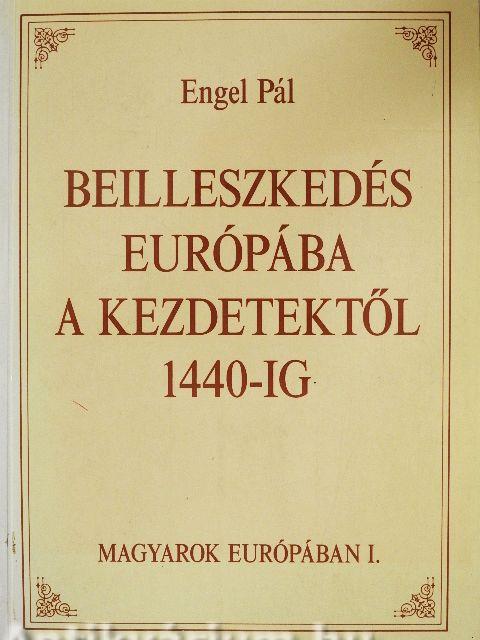 Engel Pál
BEILLESZKEDÉS
EURÓPÁBA
A KEZDETEKTŐL
1440-IG
MAGYAROK EURÓPÁBAN I.